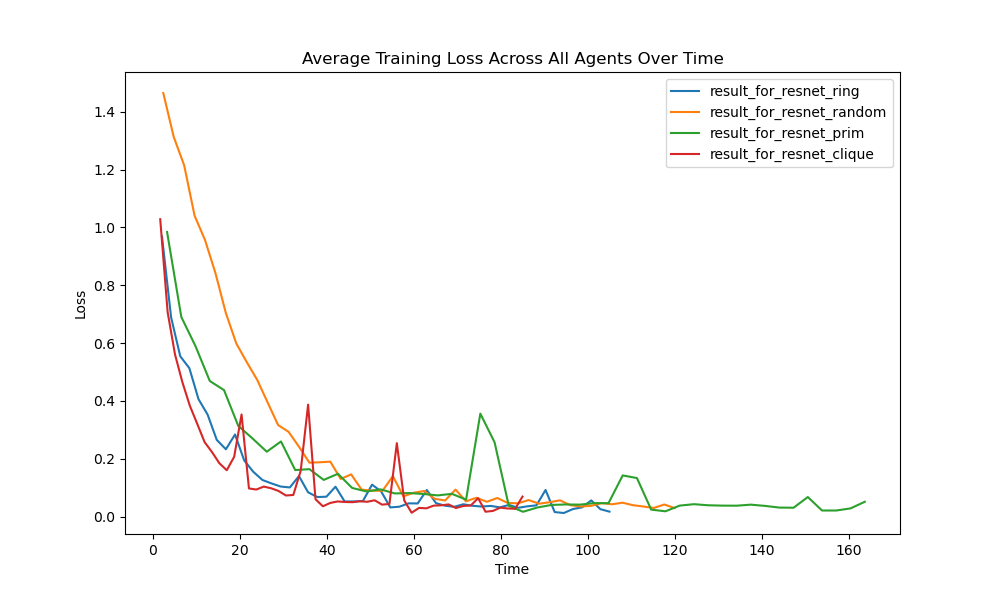 Average Training Loss Across All Agents Over Time
result_for_resnet_ring
result_for_resnet_random
result_for_resnet_prim
result_for_resnet_clique
Loss
1.4
1.2
1.0
0.8
0.6
0.4
0.2
0.0
0 20 40 60 80 100 120 140 160
Time